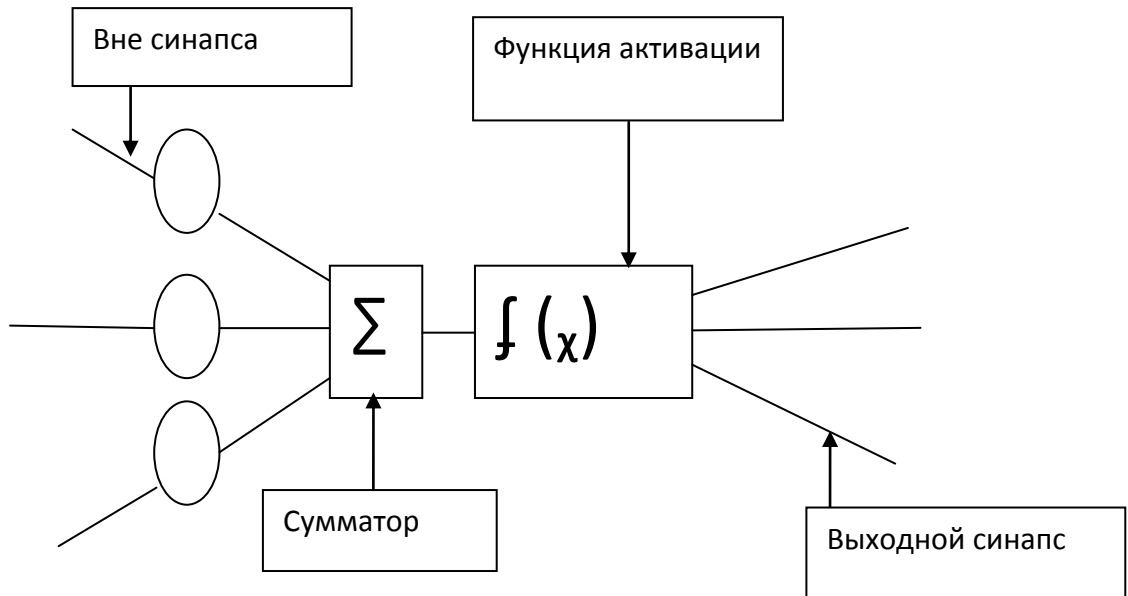 Вне синапса
Функция активации
∑
∱ (χ)
Сумматор
Выходной синапс